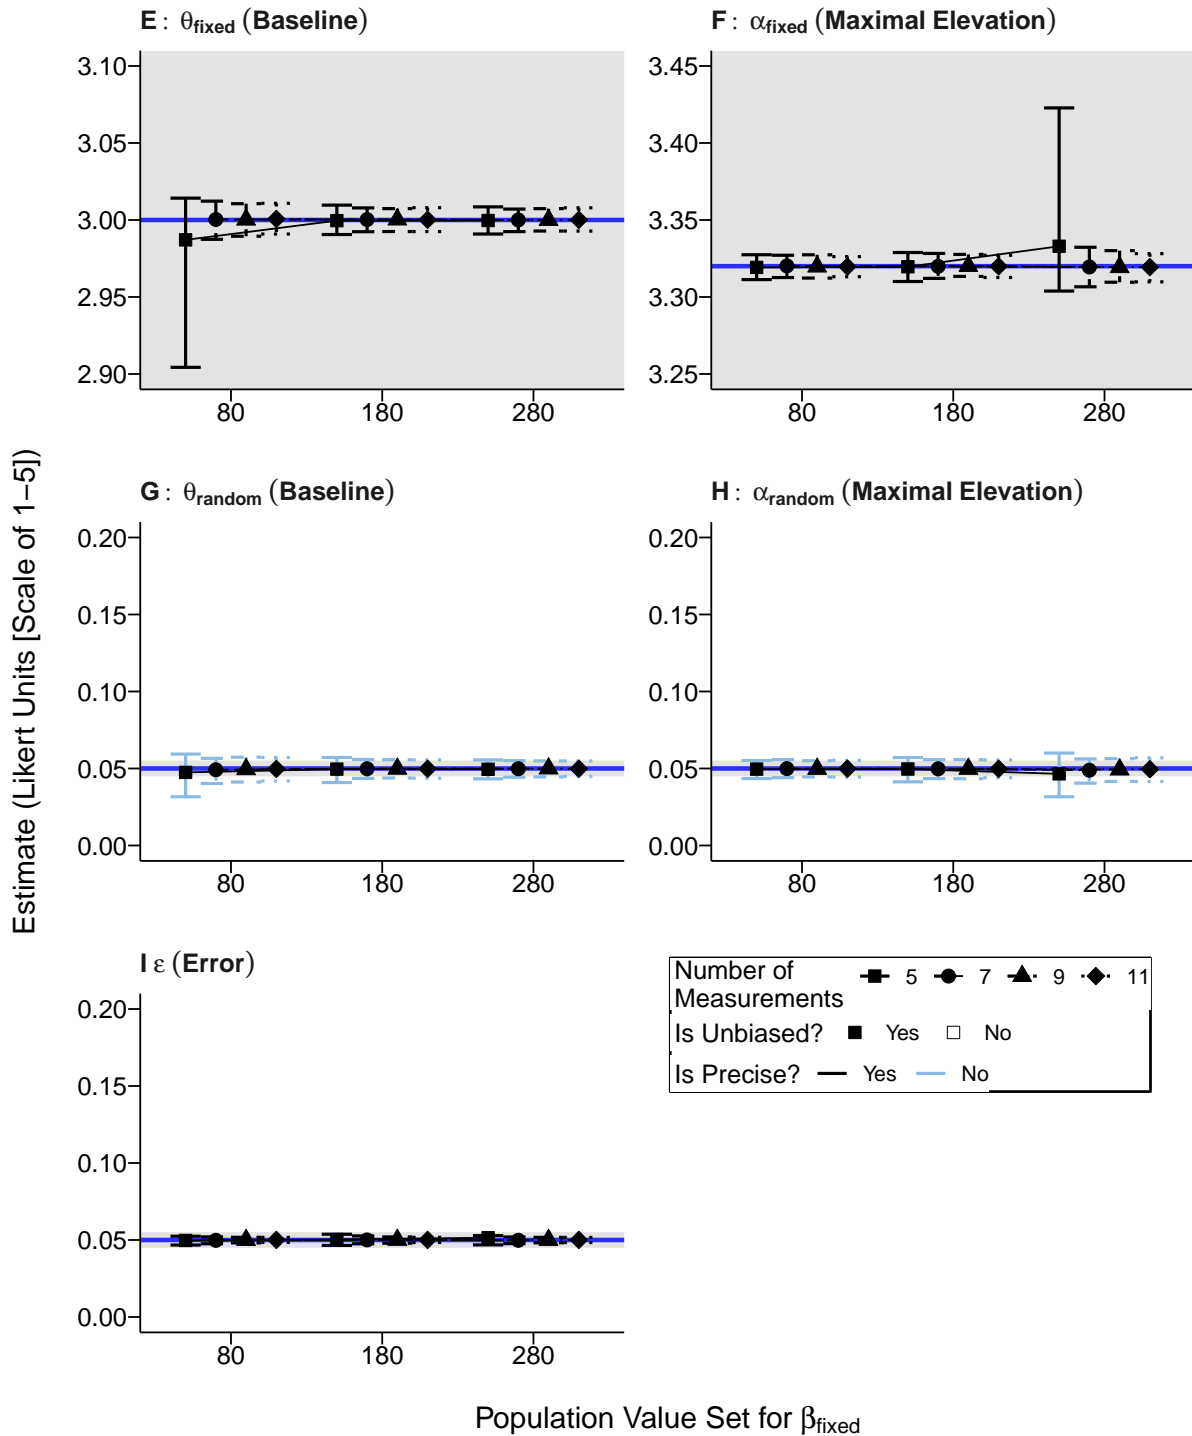 E : θfixed (Baseline)
3.10
3.05
3.00
2.95
2.90
80 180 280
F : αfixed (Maximal Elevation)
3.45
3.40
3.35
3.30
3.25
80 180 280
Estimate (Likert Units [Scale of 1−5])
G : θrandom (Baseline)
0.20
0.15
0.10
0.05
0.00
80 180 280
H : αrandom (Maximal Elevation)
0.20
0.15
0.10
0.05
0.00
80 180 280
I ε (Error)
0.20
0.15
0.10
0.05
0.00
80 180 280
Number of
Measurements 5 7 9 11
Is Unbiased? Yes No
Is Precise? Yes No
Population Value Set for βfixed